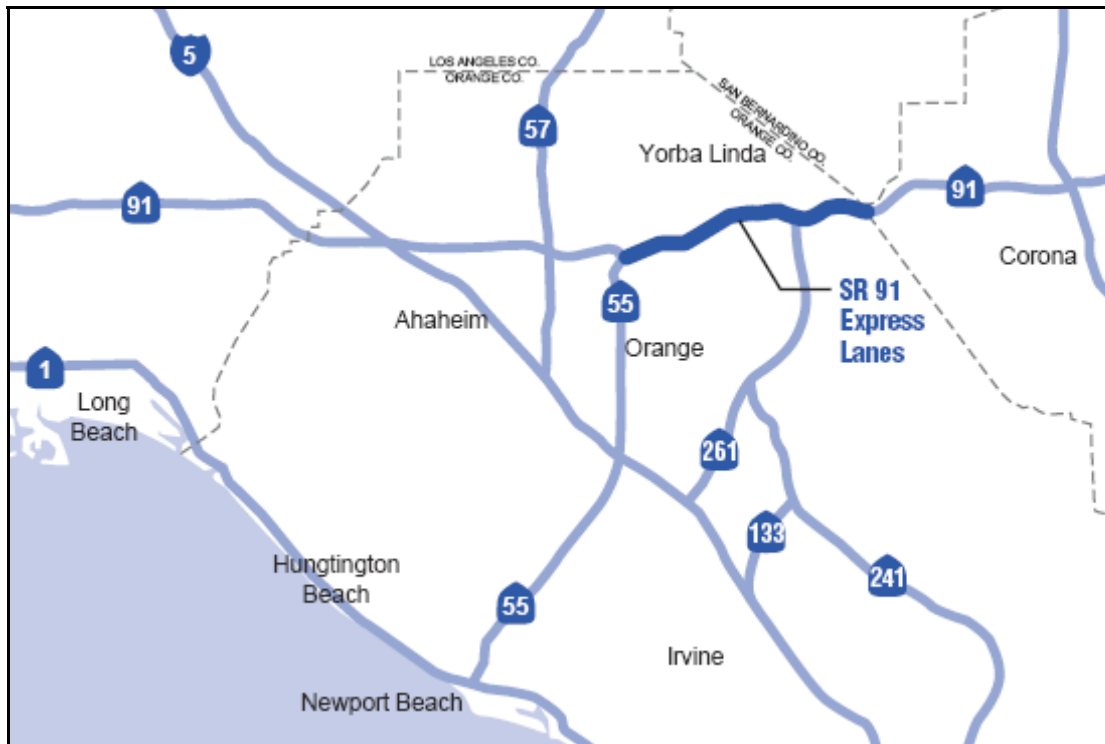 5
LOS ANGELES CO.
ORANGE CO.
SAN BERNARDINO CO.
ORANGE CO.
57
Yorba Linda
91
91
Corona
SR 91
Express
Lanes
55
Ahaheim
Orange
1
Long
Beach
261
133
241
Hungtington
Beach
55
Irvine
Newport Beach